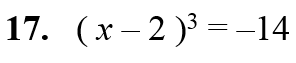 17. ( x – 2 )³ = –14